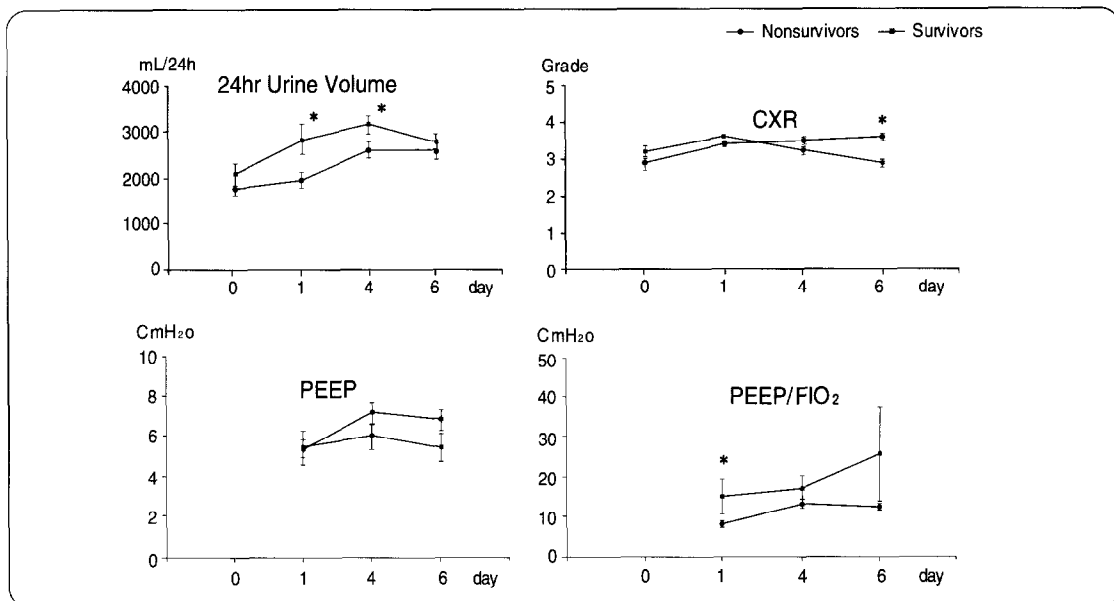 Nonsurvivors Survivors
mL/24h
24hr Urine Volume
4000
3000
2000
1000
0
* *
0 1 4 6 day
Grade
CXR
5
4
3
2
1
0
*
0 1 4 6 day
CmH₂o
PEEP
10
8
6
4
2
0
0 1 4 6 day
CmH₂o
PEEP/FIO₂
50
40
30
20
10
0
*
0 1 4 6 day